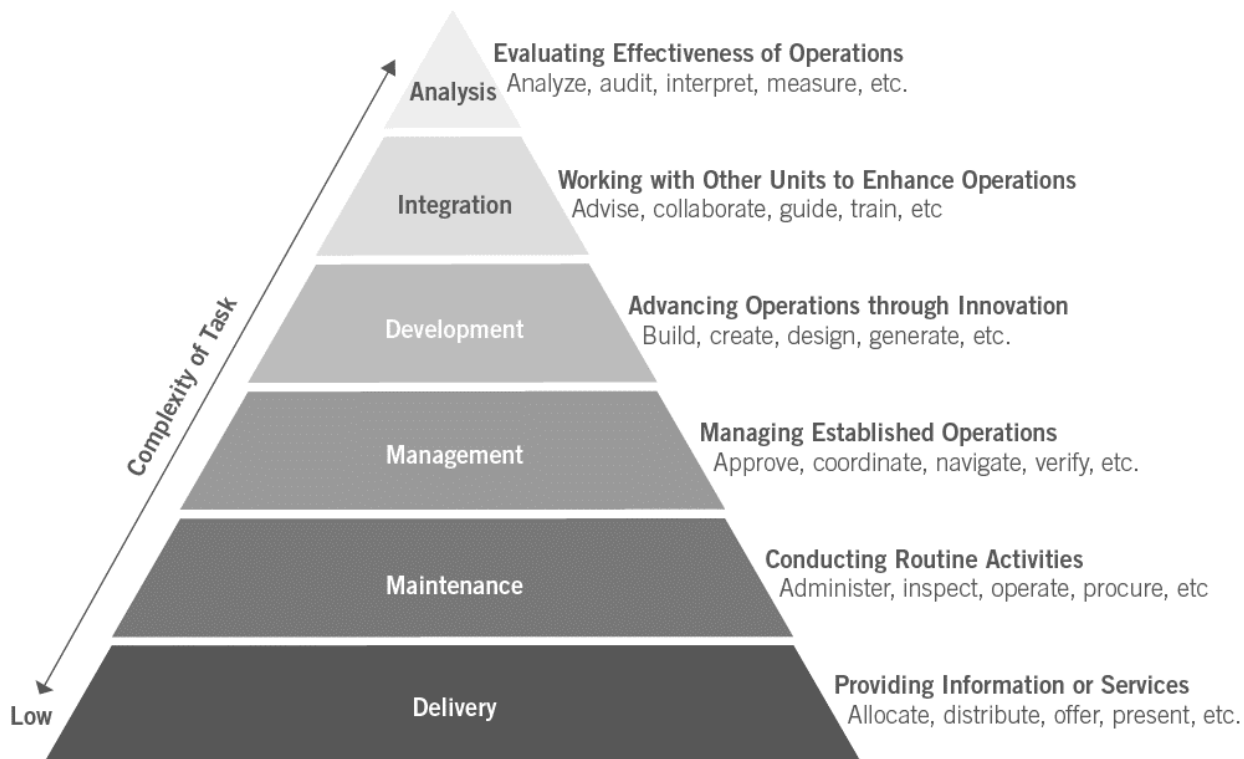 Evaluating Effectiveness of Operations
Analyze, audit, interpret, measure, etc.
Analysis
Working with Other Units to Enhance Operations
Advise, collaborate, guide, train, etc
Integration
Advancing Operations through Innovation
Build, create, design, generate, etc.
Development
Complexity of Task
Managing Established Operations
Approve, coordinate, navigate, verify, etc.
Management
Conducting Routine Activities
Administer, inspect, operate, procure, etc
Maintenance
Providing Information or Services
Allocate, distribute, offer, present, etc.
Delivery
Low